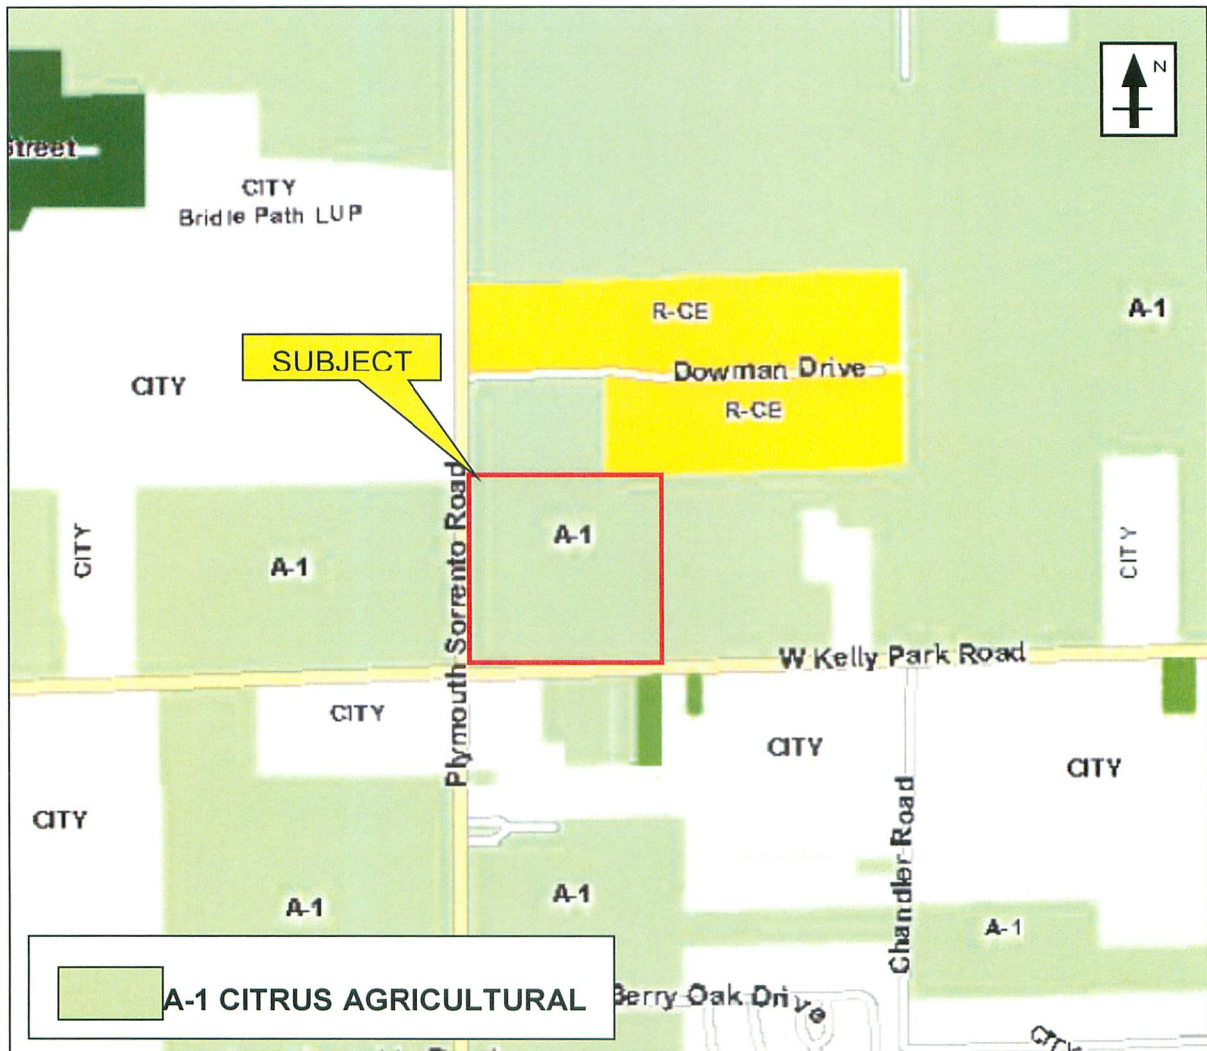 N
Street
CITY
Bridle Path LUP
R-CE
A-1
SUBJECT
Dowman Drive
CITY
R-CE
Plymouth Sorrento Road
A-1
CITY
A-1
CITY
W Kelly Park Road
CITY
CITY
CITY
CITY
Chandler Road
A-1
A-1
A-1
A-1 CITRUS AGRICULTURAL
Berry Oak Drive
CITY